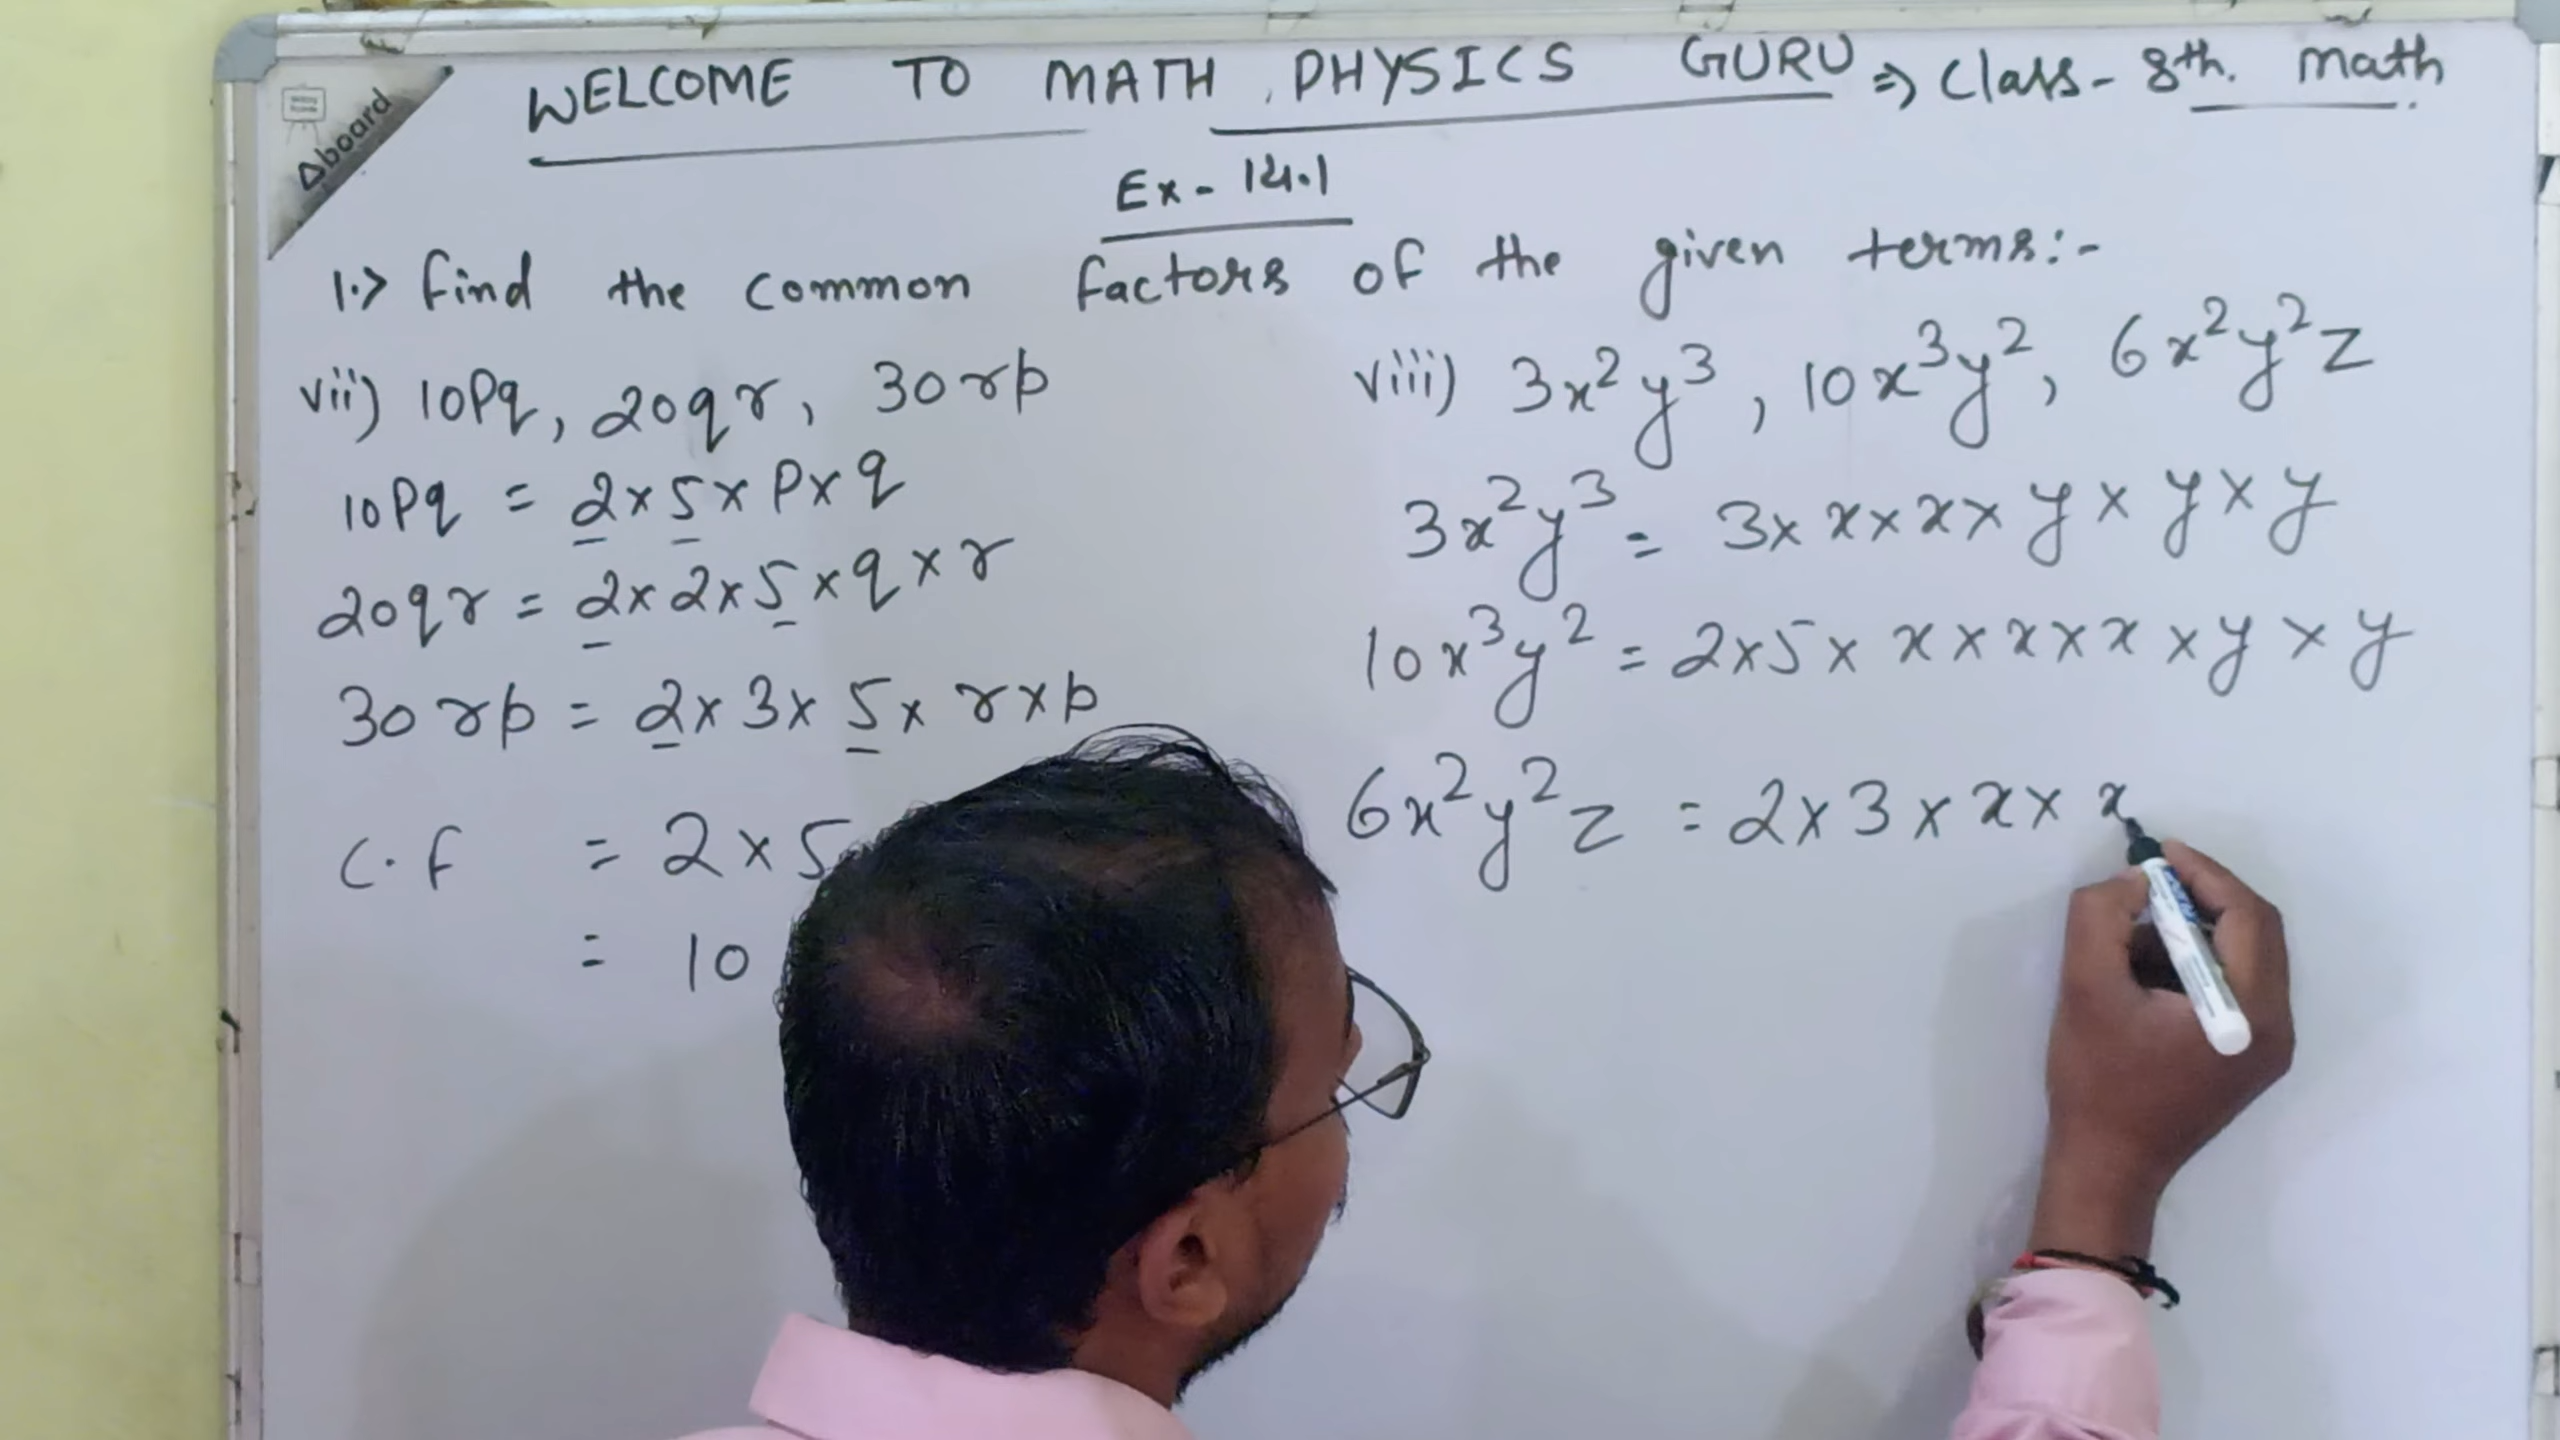 WELCOME TO MATH, PHYSICS GURU ⇒ Class - 8th. math
Δboard
Ex - 14.1
1.> find the common factors of the given terms:-
vii) 10Pq, 20qr, 30rp
10Pq = 2×5×P×q
20qr = 2×2×5×q×r
30rp = 2×3×5×r×p
C.F = 2×5
= 10
viii) 3x²y³, 10x³y², 6x²y²z
3x²y³ = 3×x×x×y×y×y
10x³y² = 2×5×x×x×x×y×y
6x²y²z = 2×3×x×x